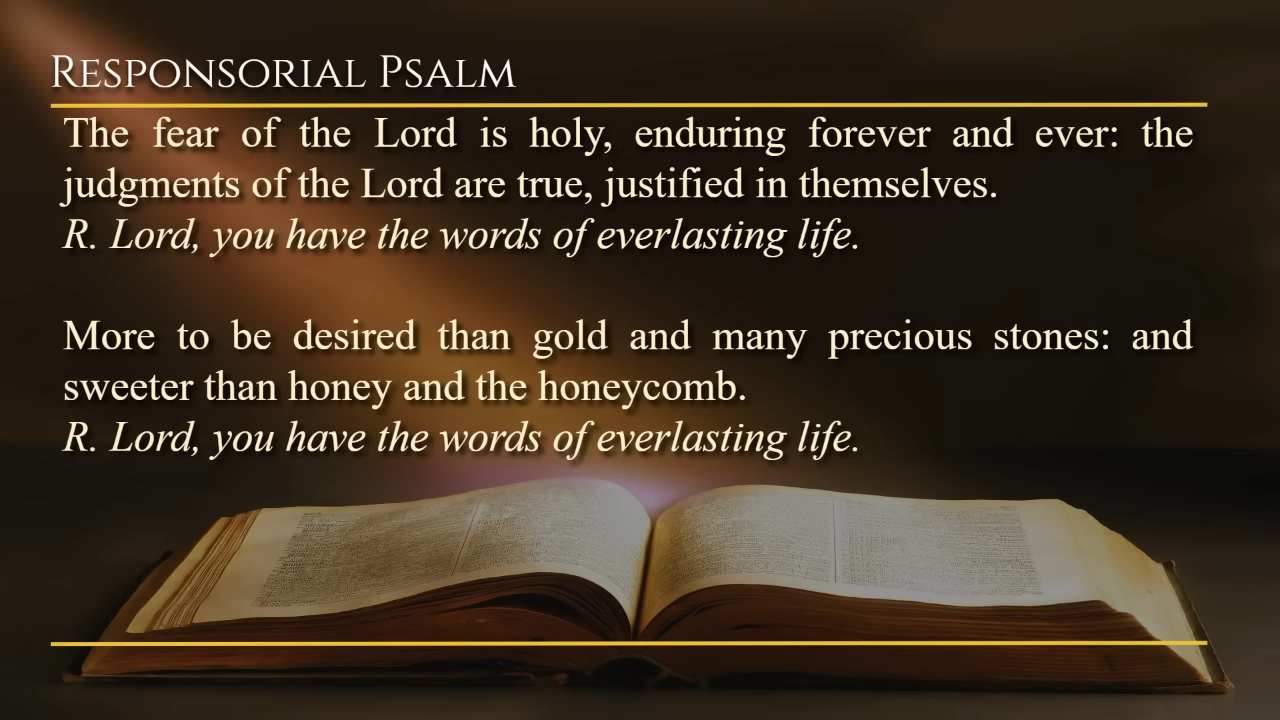 Responsorial Psalm
The fear of the Lord is holy, enduring forever and ever: the
judgments of the Lord are true, justified in themselves.
R. Lord, you have the words of everlasting life.
More to be desired than gold and many precious stones: and
sweeter than honey and the honeycomb.
R. Lord, you have the words of everlasting life.